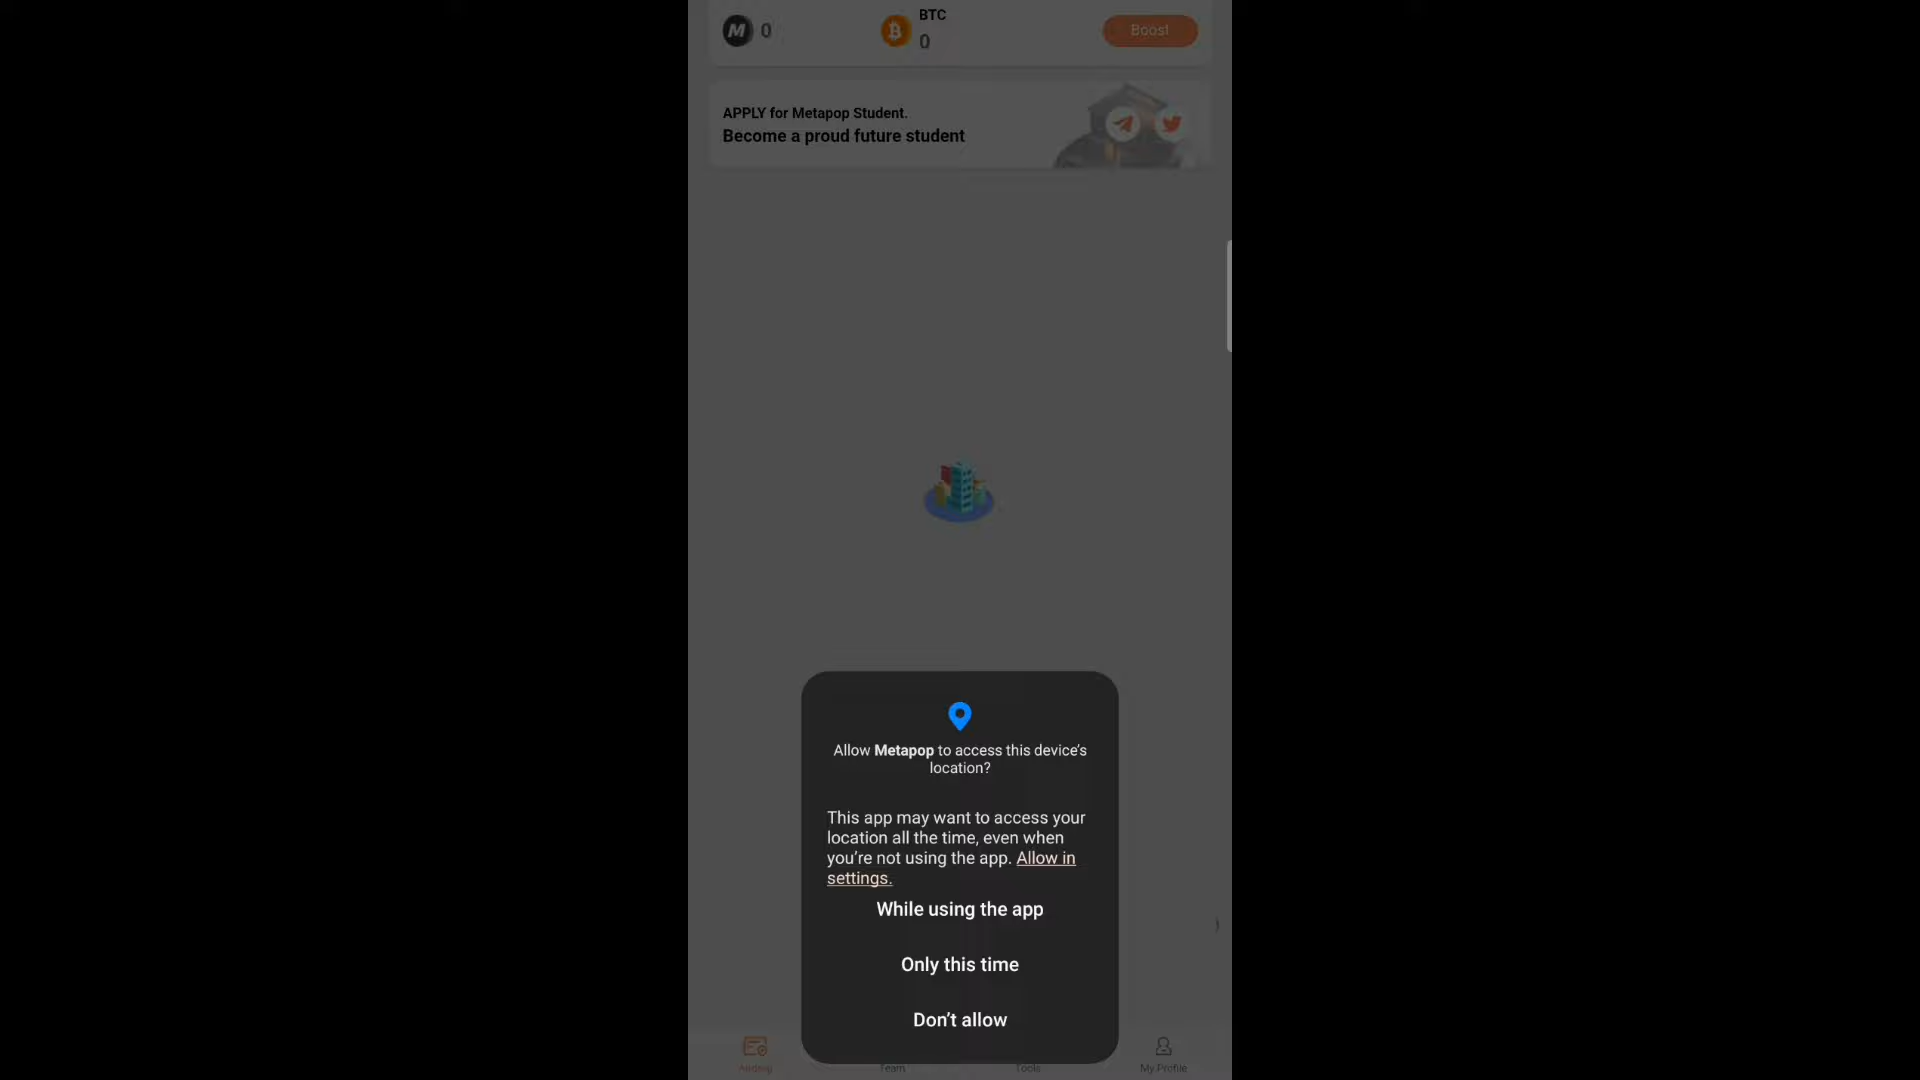 0
BTC
0
Boost
APPLY for Metapop Student.
Become a proud future student
Allow Metapop to access this device's
location?
This app may want to access your
location all the time, even when
you're not using the app. Allow in
settings.
While using the app
Only this time
Don't allow
Airdrop
Team
Tools
My Profile